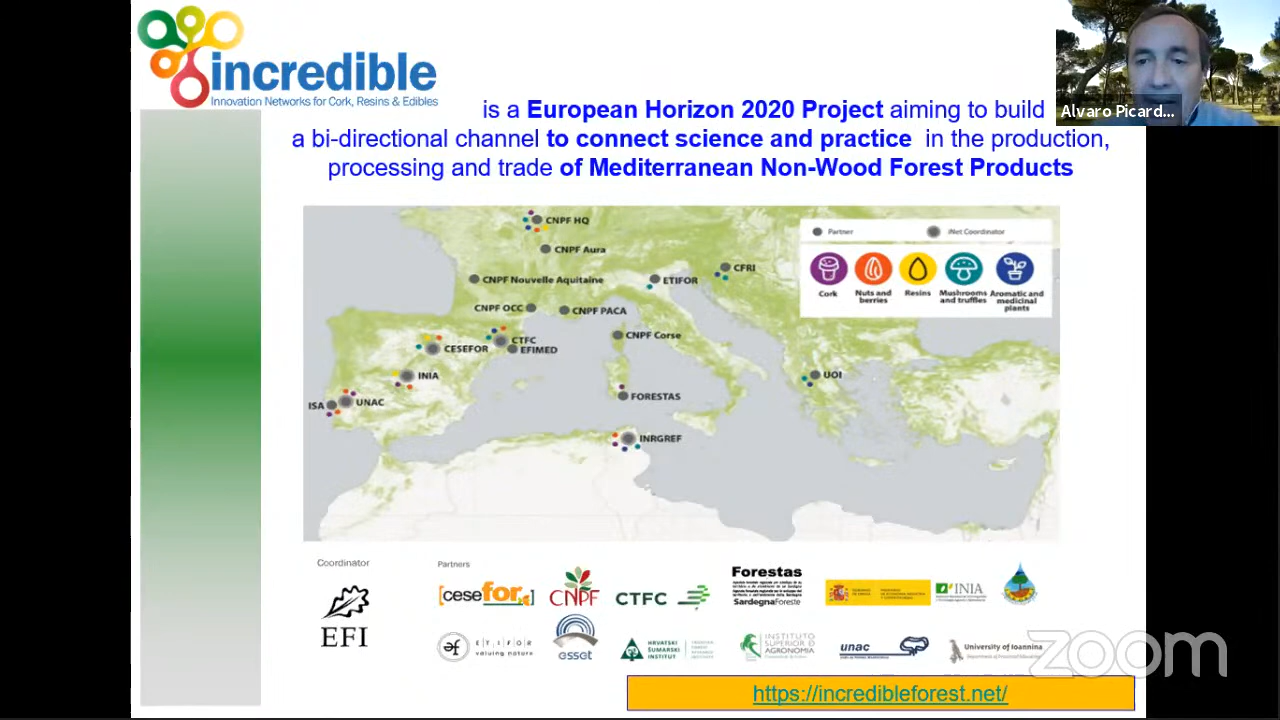 incredible
Innovation Networks for Cork, Resins & Edibles
Alvaro Picard...
is a European Horizon 2020 Project aiming to build
a bi-directional channel to connect science and practice in the production,
processing and trade of Mediterranean Non-Wood Forest Products
CNPF HQ
Partner
iNet Coordinator
CNPF Aura
CFRI
CNPF Nouvelle Aquitaine
ETIFOR
Cork
Nuts and berries
Resins
Mushrooms and truffles
Aromatic and medicinal plants
CNPF OCC
CNPF PACA
CNPF Corse
CTFC
CESEFOR
EFIMED
INIA
UOI
ISA
UNAC
FORESTAS
INRGREF
Coordinator
Partners
EFI
cesefor
CNPF
CTFC
Forestas
SardegnaForeste
INIA
ETIFOR
valuing nature
esset
HRVATSKI
ŠUMARSKI
INSTITUT
INSTITUTO
SUPERIOR D
AGRONOMIA
unac
University of Ioannina
zoom
https://incredibleforest.net/